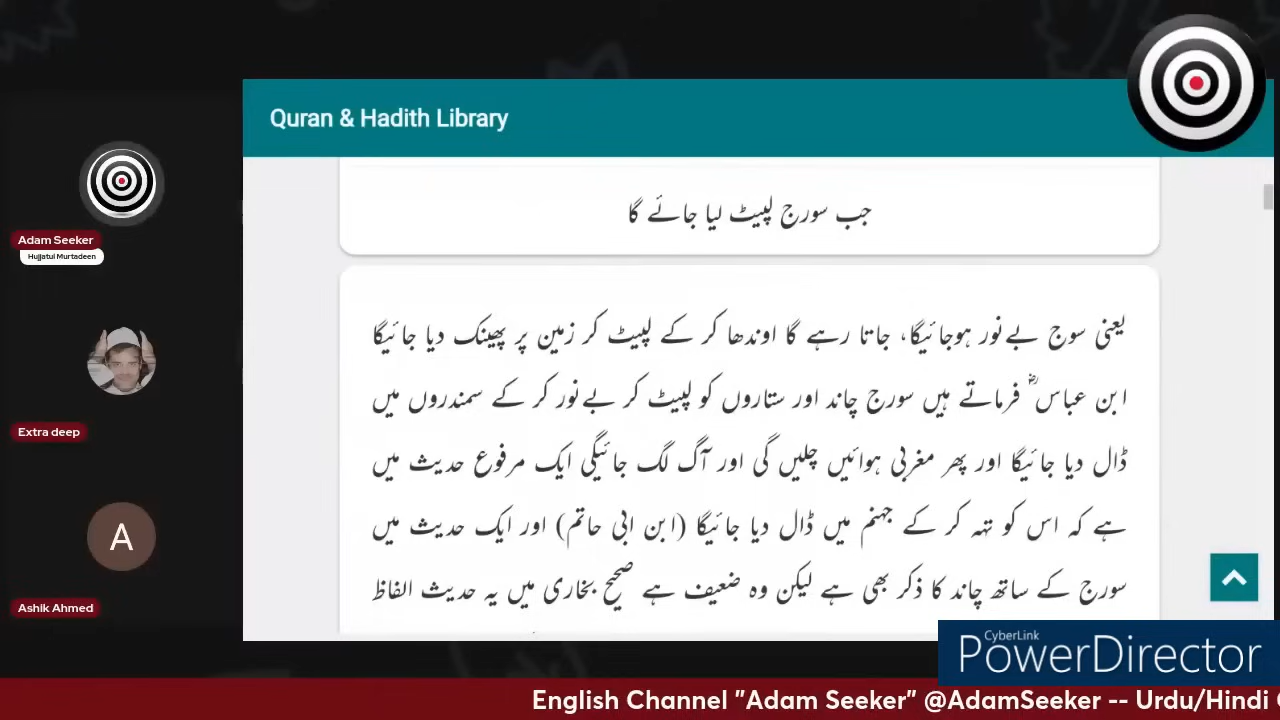 Quran & Hadith Library
جب سورج لپیٹ لیا جائے گا
یعنی سوج بےنور ہوجائیگا، جاتا رہے گا اوندھا کر کے لپیٹ کر زمین پر پھینک دیا جائیگا
ابن عباسؓ فرماتے ہیں سورج چاند اور ستاروں کو لپیٹ کر بےنور کر کے سمندروں میں
ڈال دیا جائیگا اور پھر مغربی ہوائیں چلیں گی اور آگ لگ جائیگی ایک مرفوع حدیث میں
ہے کہ اس کو تہہ کر کے جہنم میں ڈال دیا جائیگا (ابن ابی حاتم) اور ایک حدیث میں
سورج کے ساتھ چاند کا ذکر بھی ہے لیکن وہ ضعیف ہے صحیح بخاری میں یہ حدیث الفاظ
Adam Seeker
Hujjatul Murtadeen
Extra deep
A
Ashik Ahmed
CyberLink
PowerDirector
English Channel "Adam Seeker" @AdamSeeker -- Urdu/Hindi